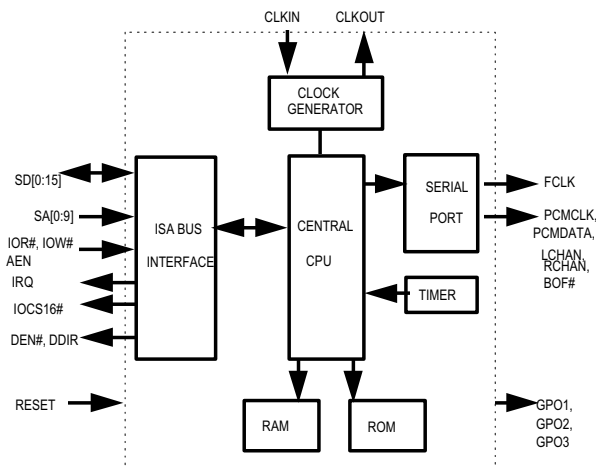 CLKIN
CLKOUT
CLOCK
GENERATOR
SD[0:15]
SA[0:9]
IOR#, IOW#
AEN
IRQ
IOCS16#
DEN#, DDIR
RESET
ISA BUS
INTERFACE
CENTRAL
CPU
SERIAL
PORT
TIMER
RAM
ROM
FCLK
PCMCLK,
PCMDATA,
LCHAN,
RCHAN,
BOF#
GPO1,
GPO2,
GPO3